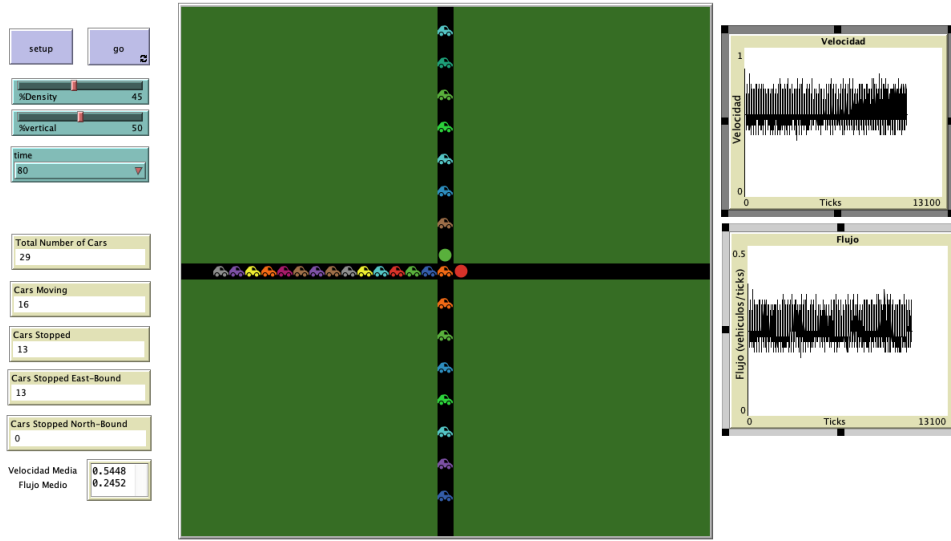 setup
go
%Density 45
%vertical 50
time
80
Total Number of Cars
29
Cars Moving
16
Cars Stopped
13
Cars Stopped East-Bound
13
Cars Stopped North-Bound
0
Velocidad Media 0.5448
Flujo Medio 0.2452
Velocidad
1
Velocidad
0
0 Ticks 13100
Flujo
0.5
Flujo (vehiculos/ticks)
0
0 Ticks 13100